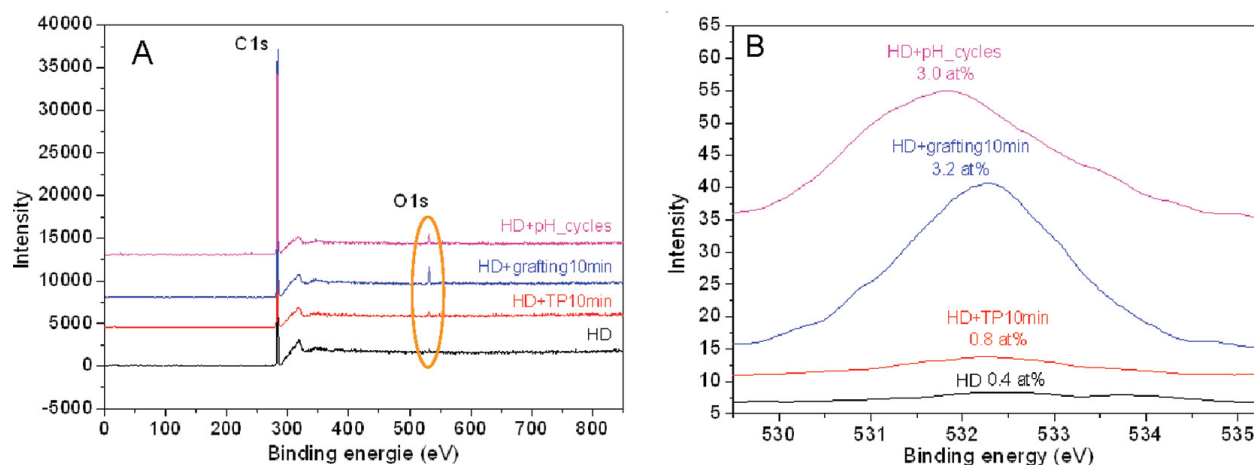 A
C1s
O1s
HD+pH_cycles
HD+grafting10min
HD+TP10min
HD
40000
35000
30000
25000
20000
15000
10000
5000
0
-5000
Intensity
0 100 200 300 400 500 600 700 800
Binding energie (eV)
B
HD+pH_cycles
3.0 at%
HD+grafting10min
3.2 at%
HD+TP10min
0.8 at%
HD 0.4 at%
65
60
55
50
45
40
35
30
25
20
15
10
5
Intensity
530 531 532 533 534 535
Binding energy (eV)